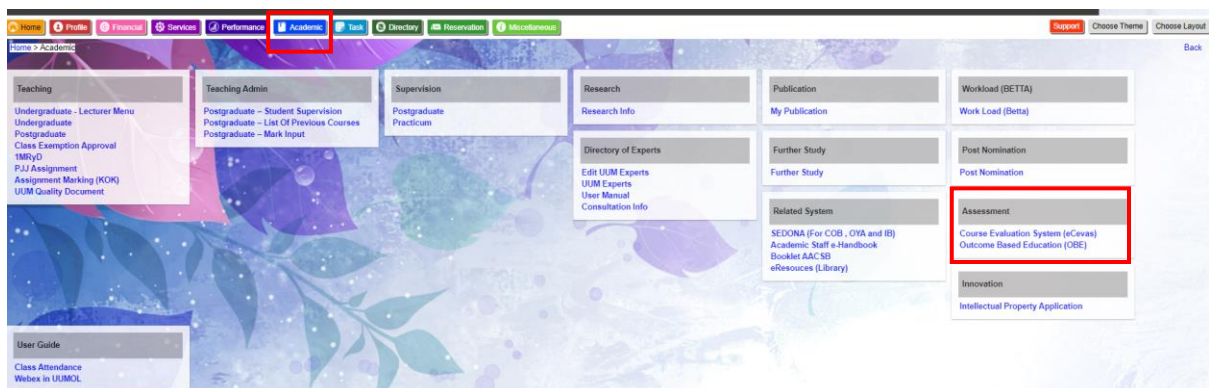 Home Profile Financial Services Performance Academic Task Directory Reservation Miscellaneous Support Choose Theme Choose Layout
Home > Academic Back
Teaching
Undergraduate - Lecturer Menu
Undergraduate
Postgraduate
Class Exemption Approval
1MRyD
PJJ Assignment
Assignment Marking (KOK)
UUM Quality Document
Teaching Admin
Postgraduate – Student Supervision
Postgraduate – List Of Previous Courses
Postgraduate – Mark Input
Supervision
Postgraduate
Practicum
Research
Research Info
Directory of Experts
Edit UUM Experts
UUM Experts
User Manual
Consultation Info
Publication
My Publication
Further Study
Further Study
Related System
SEDONA (For COB , OYA and IB)
Academic Staff e-Handbook
Booklet AACSB
eResouces (Library)
Workload (BETTA)
Work Load (Betta)
Post Nomination
Post Nomination
Assessment
Course Evaluation System (eCevas)
Outcome Based Education (OBE)
Innovation
Intellectual Property Application
User Guide
Class Attendance
Webex in UUMOL